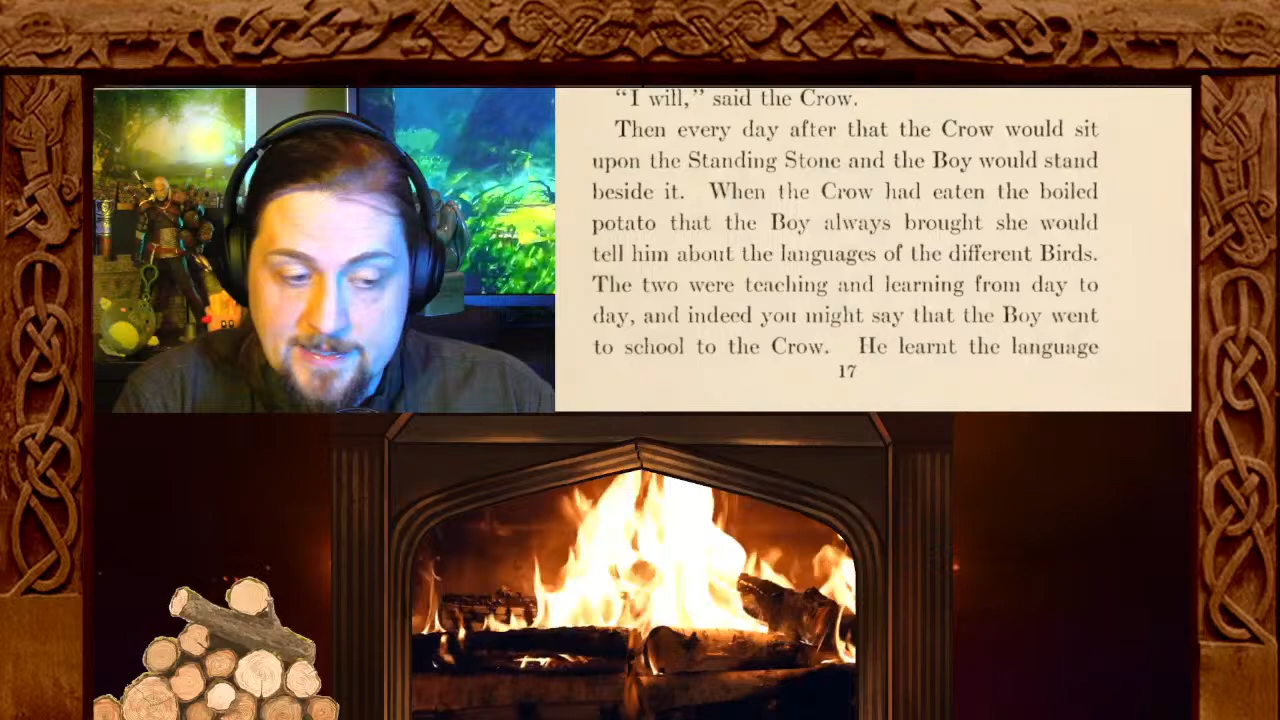 “I will,” said the Crow.
Then every day after that the Crow would sit
upon the Standing Stone and the Boy would stand
beside it. When the Crow had eaten the boiled
potato that the Boy always brought she would
tell him about the languages of the different Birds.
The two were teaching and learning from day to
day, and indeed you might say that the Boy went
to school to the Crow. He learnt the language
17